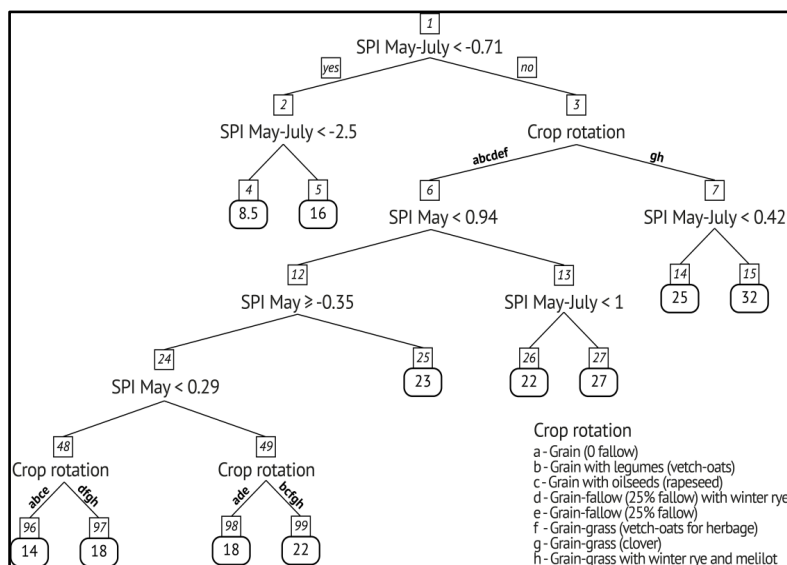 1
SPI May-July < -0.71
yes
no
2
3
SPI May-July < -2.5
Crop rotation
abcdef
gh
4
5
6
7
8.5
16
SPI May < 0.94
SPI May-July < 0.42
12
13
14
15
SPI May ≥ -0.35
SPI May-July < 1
25
32
24
25
26
27
SPI May < 0.29
23
22
27
48
49
Crop rotation
Crop rotation
abce
dfgh
ade
bcfgh
96
97
98
99
14
18
18
22
Crop rotation
a - Grain (0 fallow)
b - Grain with legumes (vetch-oats)
c - Grain with oilseeds (rapeseed)
d - Grain-fallow (25% fallow) with winter rye
e - Grain-fallow (25% fallow)
f - Grain-grass (vetch-oats for herbage)
g - Grain-grass (clover)
h - Grain-grass with winter rye and melilot